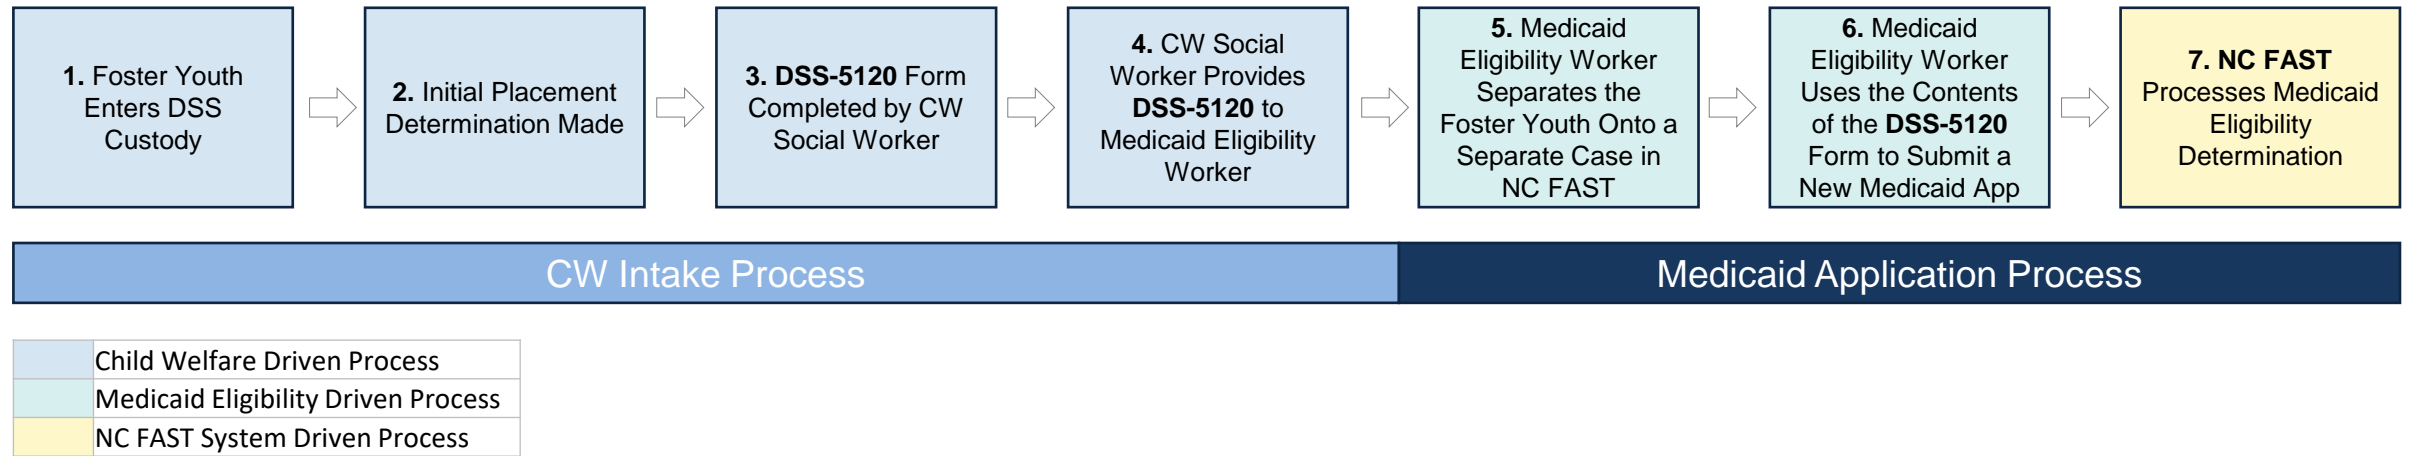 1. Foster Youth
Enters DSS
Custody
2. Initial Placement
Determination Made
3. DSS-5120 Form
Completed by CW
Social Worker
4. CW Social
Worker Provides
DSS-5120 to
Medicaid Eligibility
Worker
5. Medicaid
Eligibility Worker
Separates the
Foster Youth Onto a
Separate Case in
NC FAST
6. Medicaid
Eligibility Worker
Uses the Contents
of the DSS-5120
Form to Submit a
New Medicaid App
7. NC FAST
Processes Medicaid
Eligibility
Determination
CW Intake Process
Medicaid Application Process
Child Welfare Driven Process
Medicaid Eligibility Driven Process
NC FAST System Driven Process